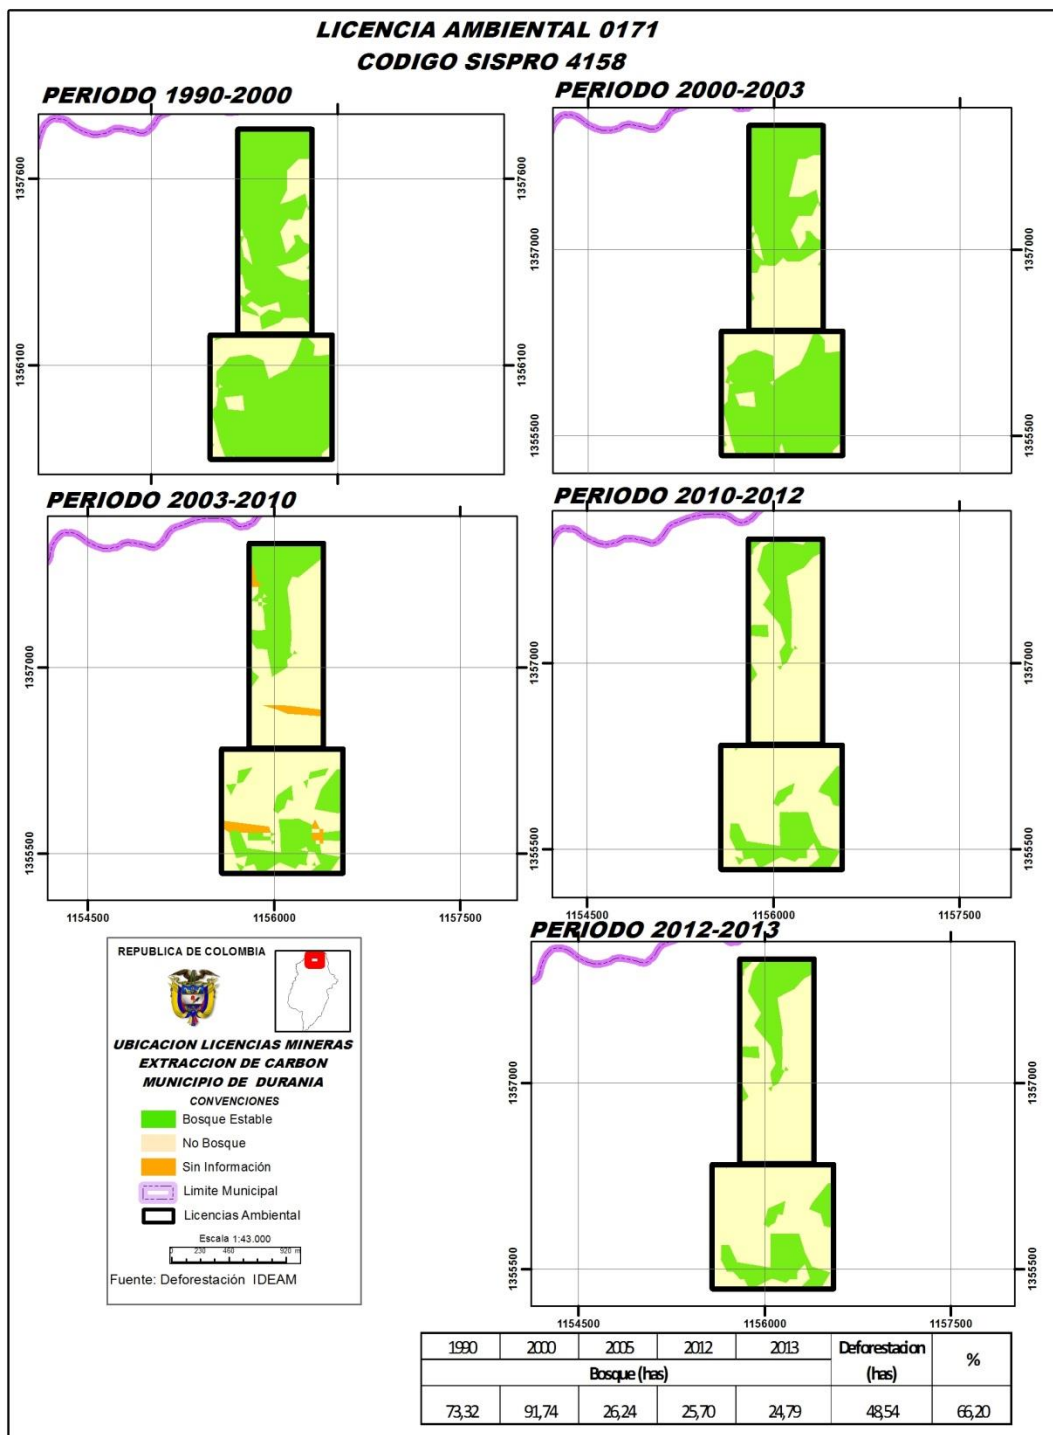 LICENCIA AMBIENTAL 0171
CODIGO SISPRO 4158
PERIODO 1990-2000
PERIODO 2000-2003
1357600
1356100
1357600
1356100
1357000
1355500
PERIODO 2003-2010
PERIODO 2010-2012
1357000
1355500
1357000
1355500
1357000
1355500
1154500 1156000 1157500
1154500 1156000 1157500
PERIODO 2012-2013
1357000
1355500
1357000
1355500
1154500 1156000 1157500
REPUBLICA DE COLOMBIA
UBICACION LICENCIAS MINERAS
EXTRACCION DE CARBON
MUNICIPIO DE DURANIA
CONVENCIONES
Bosque Estable
No Bosque
Sin Información
Limite Municipal
Licencias Ambiental
Escala 1:43.000
0 230 460 920 m
Fuente: Deforestación IDEAM
1990 2000 2005 2012 2013 Deforestacion (has) %
Bosque (has)
73,32 91,74 26,24 25,70 24,79 48,54 66,20